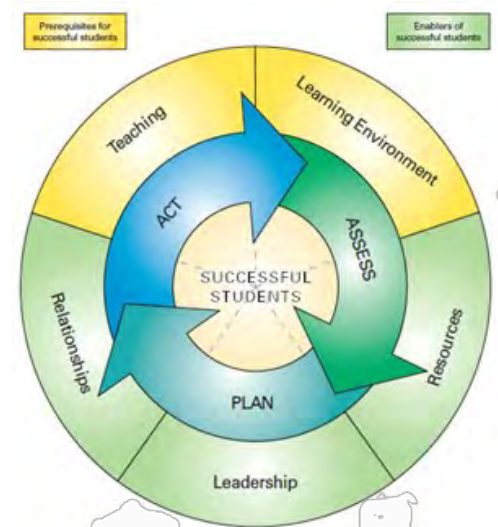 Prerequisites for
successful students
Enablers of
successful students
Teaching
Learning Environment
ACT
ASSESS
SUCCESSFUL
STUDENTS
Relationships
Resources
PLAN
Leadership